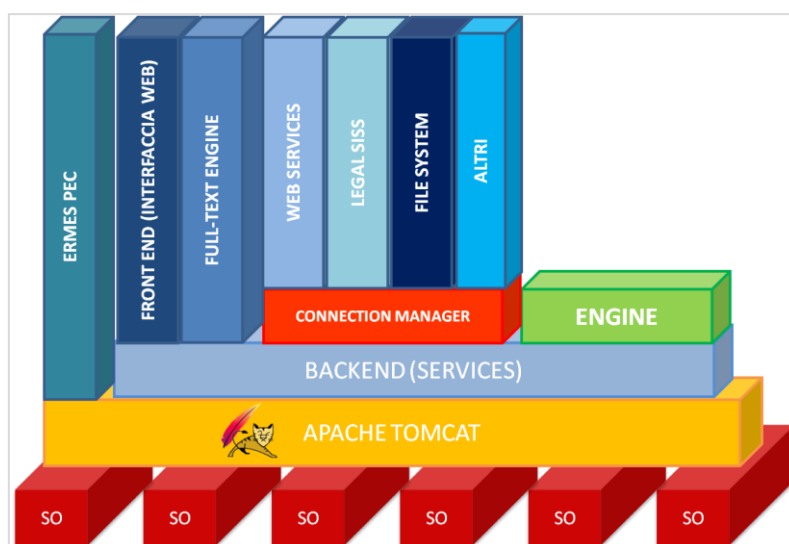 ERMES PEC
FRONT END (INTERFACCIA WEB)
FULL-TEXT ENGINE
WEB SERVICES
LEGAL SISS
FILE SYSTEM
ALTRI
CONNECTION MANAGER
ENGINE
BACKEND (SERVICES)
APACHE TOMCAT
SO
SO
SO
SO
SO
SO